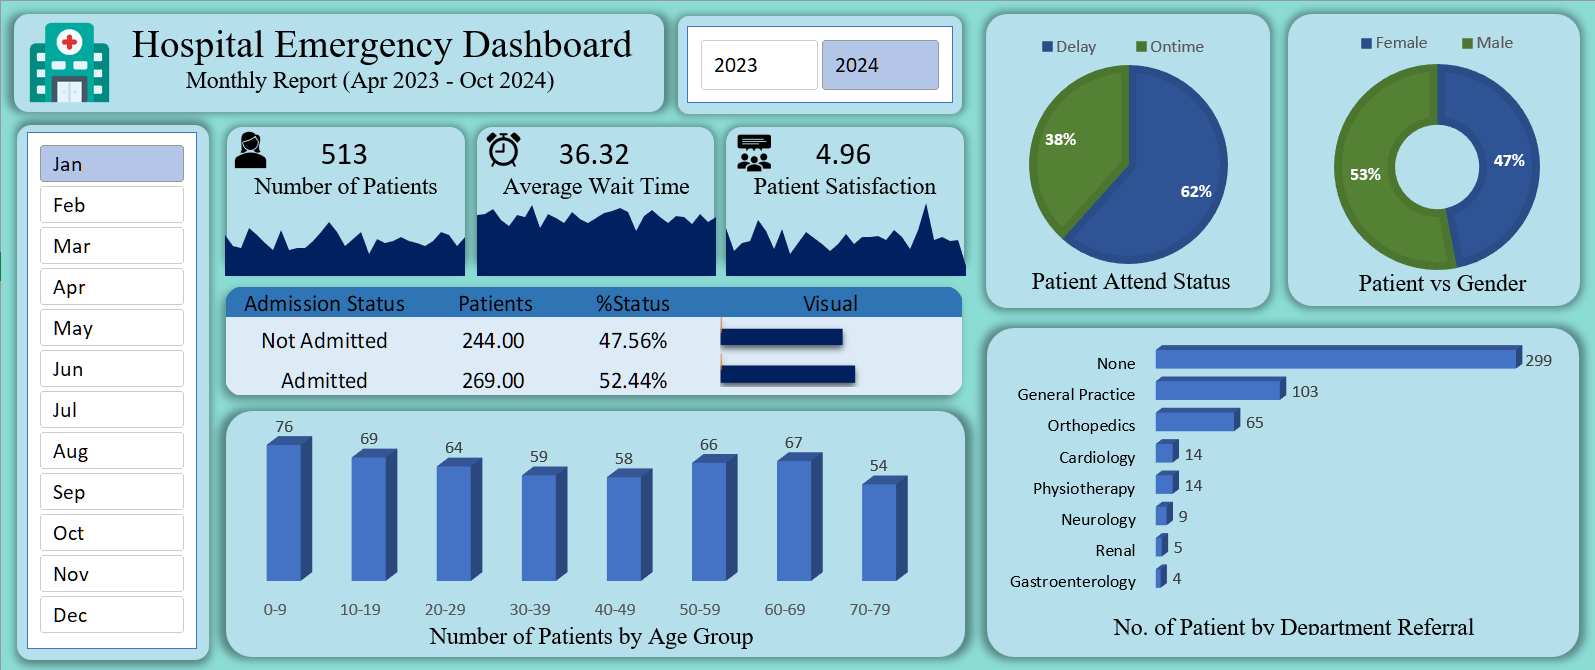 Hospital Emergency Dashboard
Monthly Report (Apr 2023 - Oct 2024)
2023
2024
Jan
Feb
Mar
Apr
May
Jun
Jul
Aug
Sep
Oct
Nov
Dec
513
Number of Patients
36.32
Average Wait Time
4.96
Patient Satisfaction
Admission Status Patients %Status Visual
Not Admitted 244.00 47.56%
Admitted 269.00 52.44%
76 69 64 59 58 66 67 54
0-9 10-19 20-29 30-39 40-49 50-59 60-69 70-79
Number of Patients by Age Group
Delay Ontime
38%
62%
Patient Attend Status
Female Male
53%
47%
Patient vs Gender
None 299
General Practice 103
Orthopedics 65
Cardiology 14
Physiotherapy 14
Neurology 9
Renal 5
Gastroenterology 4
No. of Patient by Department Referral